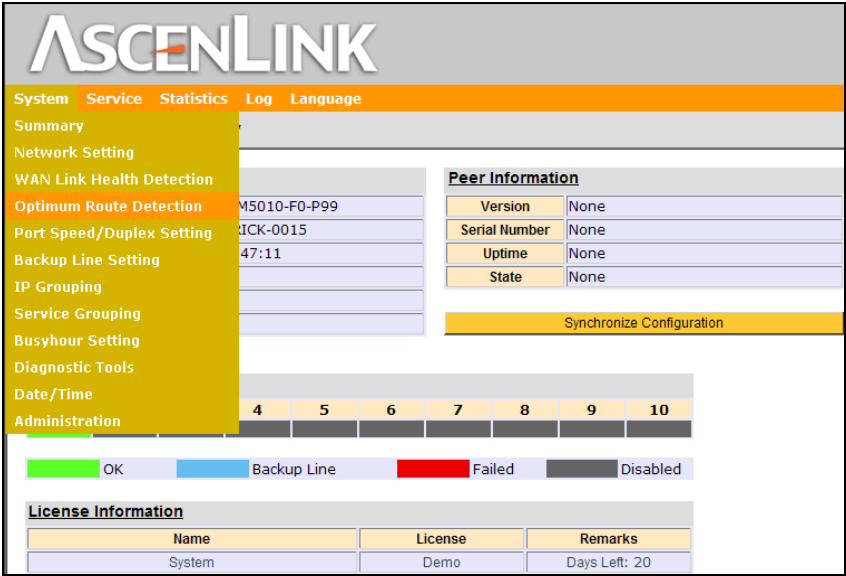 ASCENLINK
System Service Statistics Log Language
Summary
Network Setting
WAN Link Health Detection
Optimum Route Detection
Port Speed/Duplex Setting
Backup Line Setting
IP Grouping
Service Grouping
Busyhour Setting
Diagnostic Tools
Date/Time
Administration
M5010-F0-P99
RICK-0015
47:11
Peer Information
Version None
Serial Number None
Uptime None
State None
Synchronize Configuration
4 5 6 7 8 9 10
OK Backup Line Failed Disabled
License Information
Name License Remarks
System Demo Days Left: 20